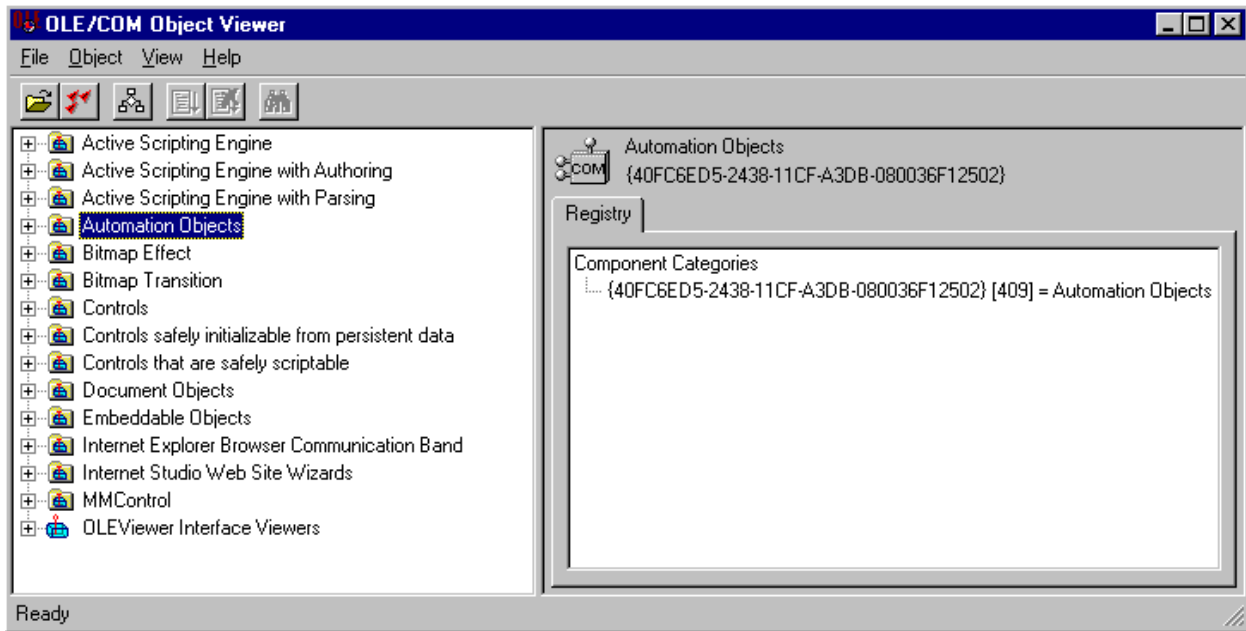 OLE/COM Object Viewer
File Object View Help
Active Scripting Engine
Active Scripting Engine with Authoring
Active Scripting Engine with Parsing
Automation Objects
Bitmap Effect
Bitmap Transition
Controls
Controls safely initializable from persistent data
Controls that are safely scriptable
Document Objects
Embeddable Objects
Internet Explorer Browser Communication Band
Internet Studio Web Site Wizards
MMControl
OLEViewer Interface Viewers
COM
Automation Objects
{40FC6ED5-2438-11CF-A3DB-080036F12502}
Registry
Component Categories
{40FC6ED5-2438-11CF-A3DB-080036F12502} [409] = Automation Objects
Ready